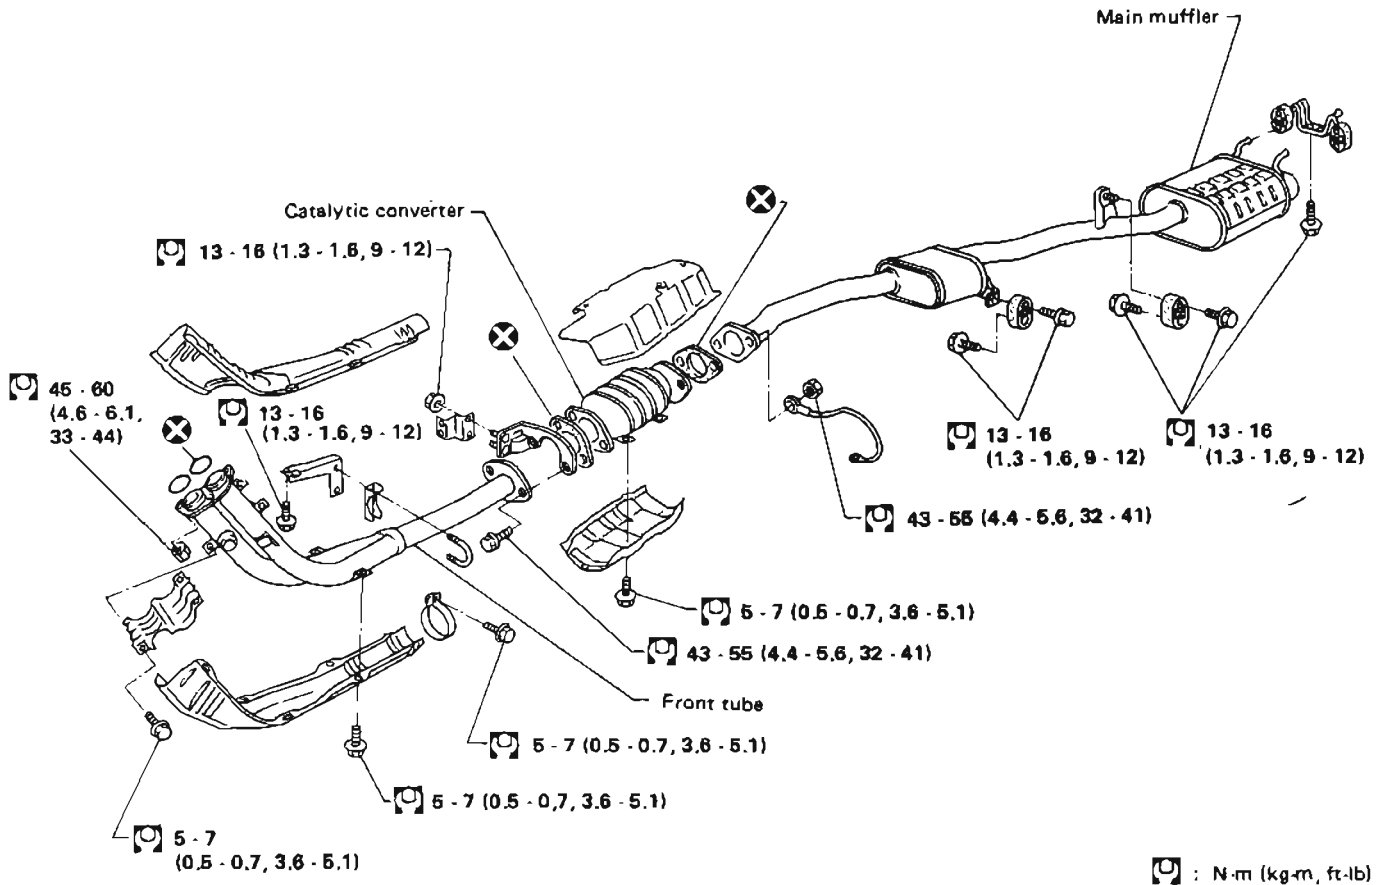 Main muffler
Catalytic converter
13 - 16 (1.3 - 1.6, 9 - 12)
45 - 60
(4.6 - 6.1,
33 - 44)
13 - 16
(1.3 - 1.6, 9 - 12)
13 - 16
(1.3 - 1.6, 9 - 12)
13 - 16
(1.3 - 1.6, 9 - 12)
43 - 55 (4.4 - 5.6, 32 - 41)
5 - 7 (0.5 - 0.7, 3.6 - 5.1)
43 - 55 (4.4 - 5.6, 32 - 41)
Front tube
5 - 7 (0.5 - 0.7, 3.6 - 5.1)
5 - 7 (0.5 - 0.7, 3.6 - 5.1)
5 - 7
(0.5 - 0.7, 3.6 - 5.1)
: N·m (kg-m, ft-lb)